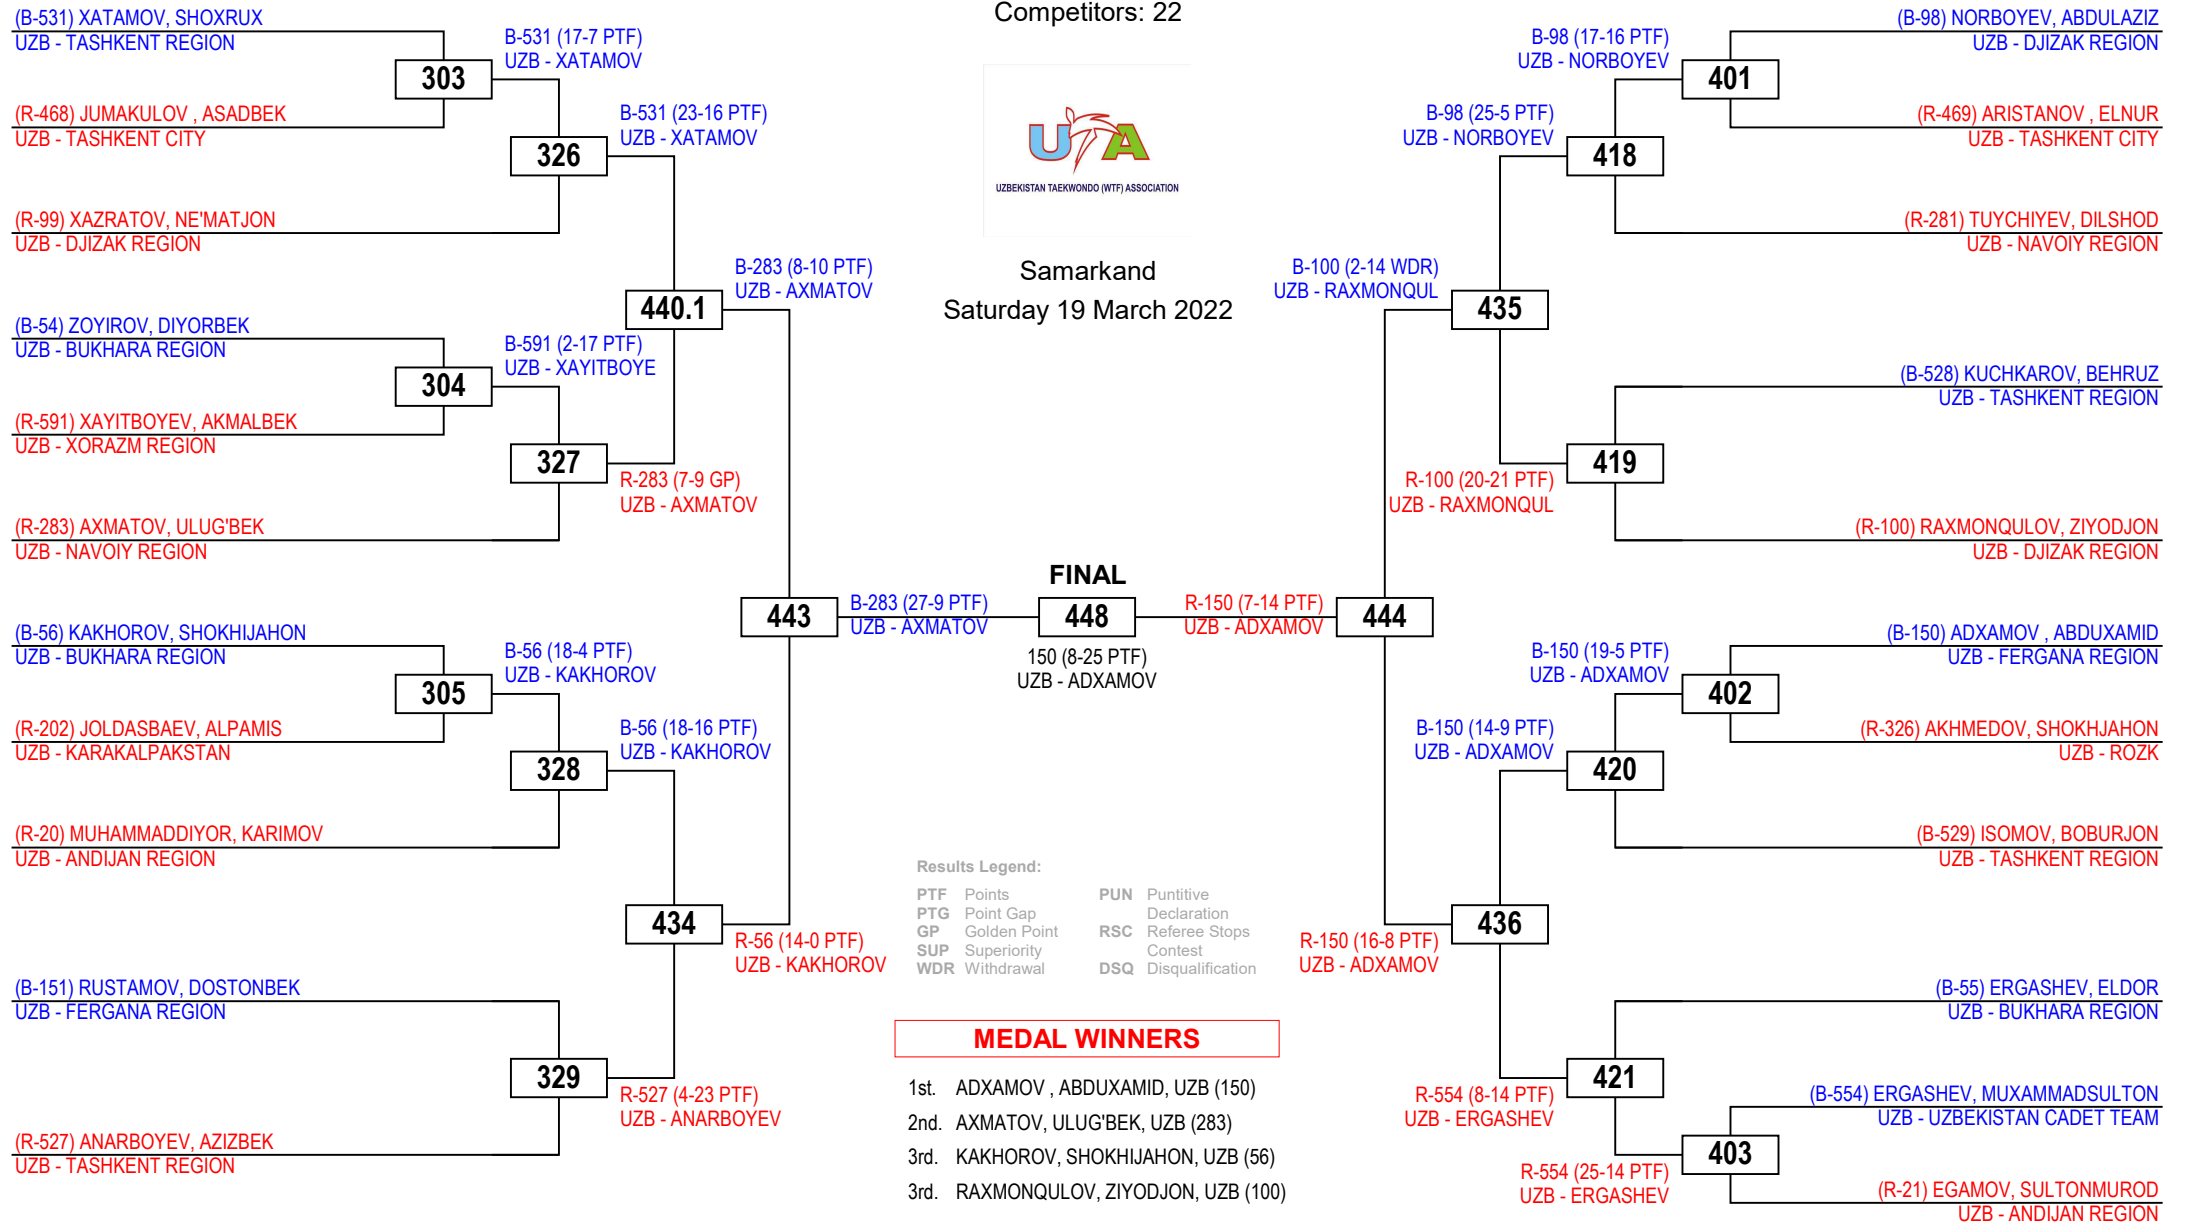 Competitors: 22
UTA
UZBEKISTAN TAEKWONDO (WTF) ASSOCIATION
Samarkand
Saturday 19 March 2022
(B-531) XATAMOV, SHOXRUX
UZB - TASHKENT REGION
303
B-531 (17-7 PTF)
UZB - XATAMOV
(R-468) JUMAKULOV , ASADBEK
UZB - TASHKENT CITY
326
B-531 (23-16 PTF)
UZB - XATAMOV
(R-99) XAZRATOV, NE'MATJON
UZB - DJIZAK REGION
440.1
B-283 (8-10 PTF)
UZB - AXMATOV
(B-54) ZOYIROV, DIYORBEK
UZB - BUKHARA REGION
304
B-591 (2-17 PTF)
UZB - XAYITBOYE
(R-591) XAYITBOYEV, AKMALBEK
UZB - XORAZM REGION
327
R-283 (7-9 GP)
UZB - AXMATOV
(R-283) AXMATOV, ULUG'BEK
UZB - NAVOIY REGION
443
B-283 (27-9 PTF)
UZB - AXMATOV
(B-56) KAKHOROV, SHOKHIJAHON
UZB - BUKHARA REGION
305
B-56 (18-4 PTF)
UZB - KAKHOROV
(R-202) JOLDASBAEV, ALPAMIS
UZB - KARAKALPAKSTAN
328
B-56 (18-16 PTF)
UZB - KAKHOROV
(R-20) MUHAMMADDIYOR, KARIMOV
UZB - ANDIJAN REGION
434
R-56 (14-0 PTF)
UZB - KAKHOROV
(B-151) RUSTAMOV, DOSTONBEK
UZB - FERGANA REGION
329
R-527 (4-23 PTF)
UZB - ANARBOYEV
(R-527) ANARBOYEV, AZIZBEK
UZB - TASHKENT REGION
FINAL
448
150 (8-25 PTF)
UZB - ADXAMOV
(B-98) NORBOYEV, ABDULAZIZ
UZB - DJIZAK REGION
B-98 (17-16 PTF)
UZB - NORBOYEV
401
(R-469) ARISTANOV , ELNUR
UZB - TASHKENT CITY
B-98 (25-5 PTF)
UZB - NORBOYEV
418
(R-281) TUYCHIYEV, DILSHOD
UZB - NAVOIY REGION
B-100 (2-14 WDR)
UZB - RAXMONQUL
435
(B-528) KUCHKAROV, BEHRUZ
UZB - TASHKENT REGION
419
R-100 (20-21 PTF)
UZB - RAXMONQUL
(R-100) RAXMONQULOV, ZIYODJON
UZB - DJIZAK REGION
R-150 (7-14 PTF)
UZB - ADXAMOV
444
(B-150) ADXAMOV , ABDUXAMID
UZB - FERGANA REGION
B-150 (19-5 PTF)
UZB - ADXAMOV
402
(R-326) AKHMEDOV, SHOKHJAHON
UZB - ROZK
B-150 (14-9 PTF)
UZB - ADXAMOV
420
(B-529) ISOMOV, BOBURJON
UZB - TASHKENT REGION
436
R-150 (16-8 PTF)
UZB - ADXAMOV
(B-55) ERGASHEV, ELDOR
UZB - BUKHARA REGION
421
R-554 (8-14 PTF)
UZB - ERGASHEV
(B-554) ERGASHEV, MUXAMMADSULTON
UZB - UZBEKISTAN CADET TEAM
403
R-554 (25-14 PTF)
UZB - ERGASHEV
(R-21) EGAMOV, SULTONMUROD
UZB - ANDIJAN REGION
Results Legend:
PTF Points
PTG Point Gap
GP Golden Point
SUP Superiority
WDR Withdrawal
PUN Puntitive
Declaration
RSC Referee Stops
Contest
DSQ Disqualification
MEDAL WINNERS
1st. ADXAMOV , ABDUXAMID, UZB (150)
2nd. AXMATOV, ULUG'BEK, UZB (283)
3rd. KAKHOROV, SHOKHIJAHON, UZB (56)
3rd. RAXMONQULOV, ZIYODJON, UZB (100)